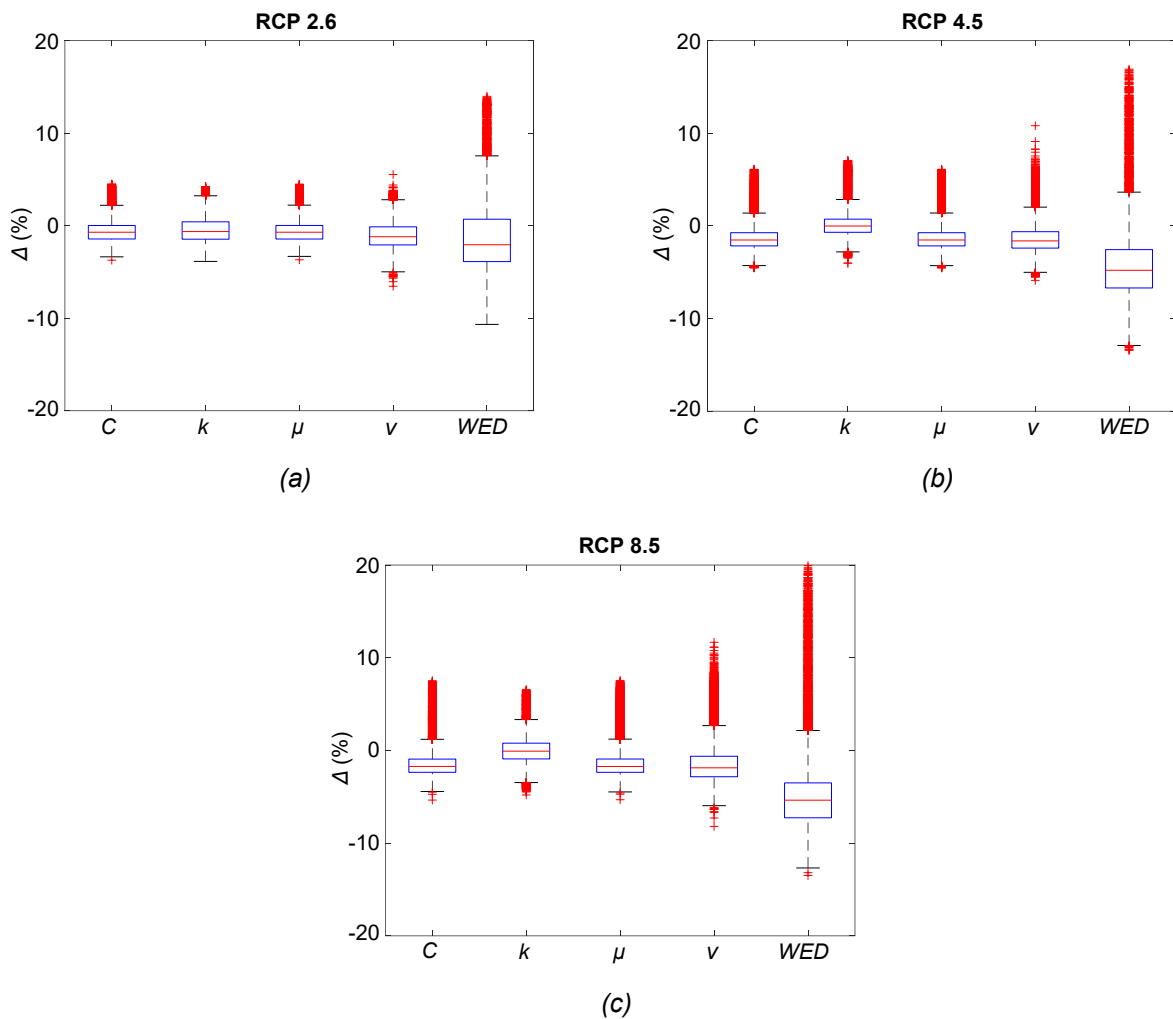 RCP 2.6
20
10
0
-10
-20
Δ (%)
C k μ v WED
(a)
RCP 4.5
20
10
0
-10
-20
Δ (%)
C k μ v WED
(b)
RCP 8.5
20
10
0
-10
-20
Δ (%)
C k μ v WED
(c)